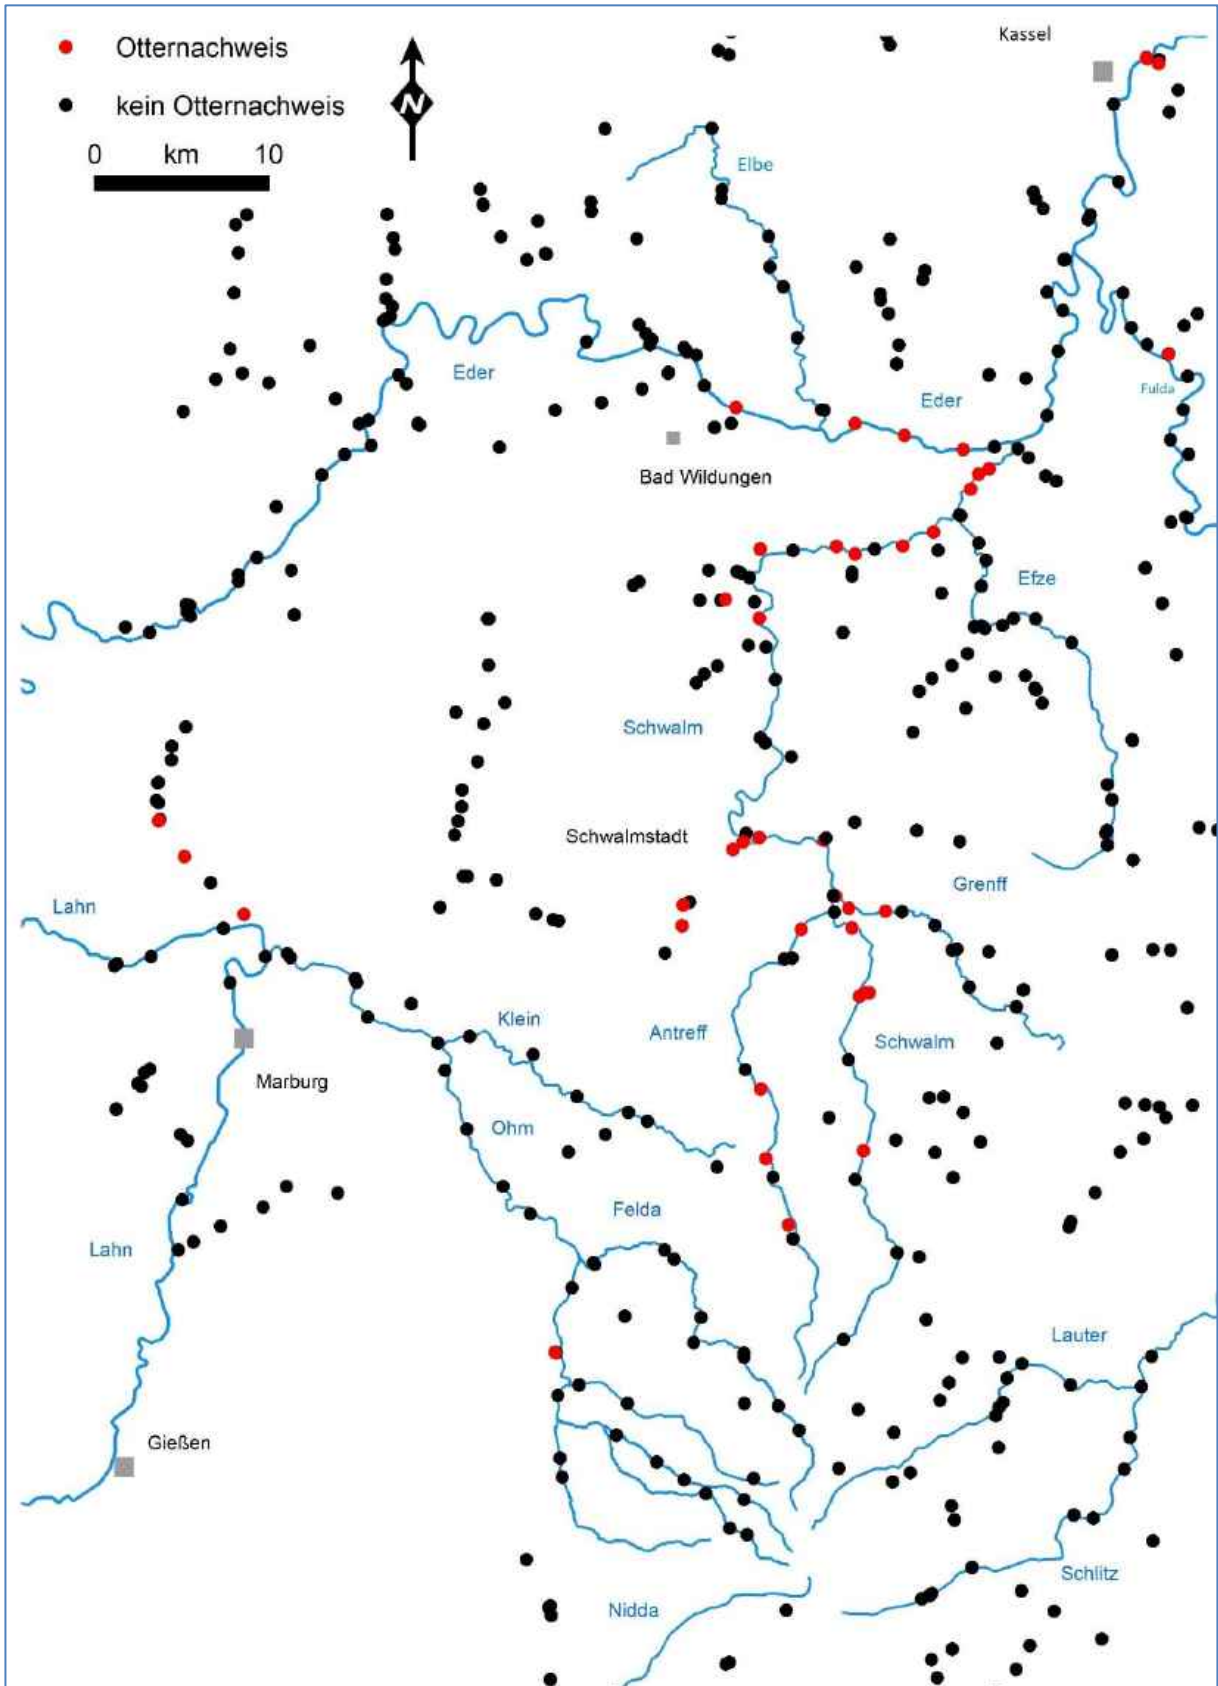 Kassel
Otternachweis
kein Otternachweis
N
0 km 10
Elbe
Eder
Eder
Fulda
Bad Wildungen
Efze
Schwalm
Schwalmstadt
Grenff
Lahn
Klein
Antreff
Schwalm
Marburg
Ohm
Felda
Lahn
Lauter
Gießen
Schlitz
Nidda